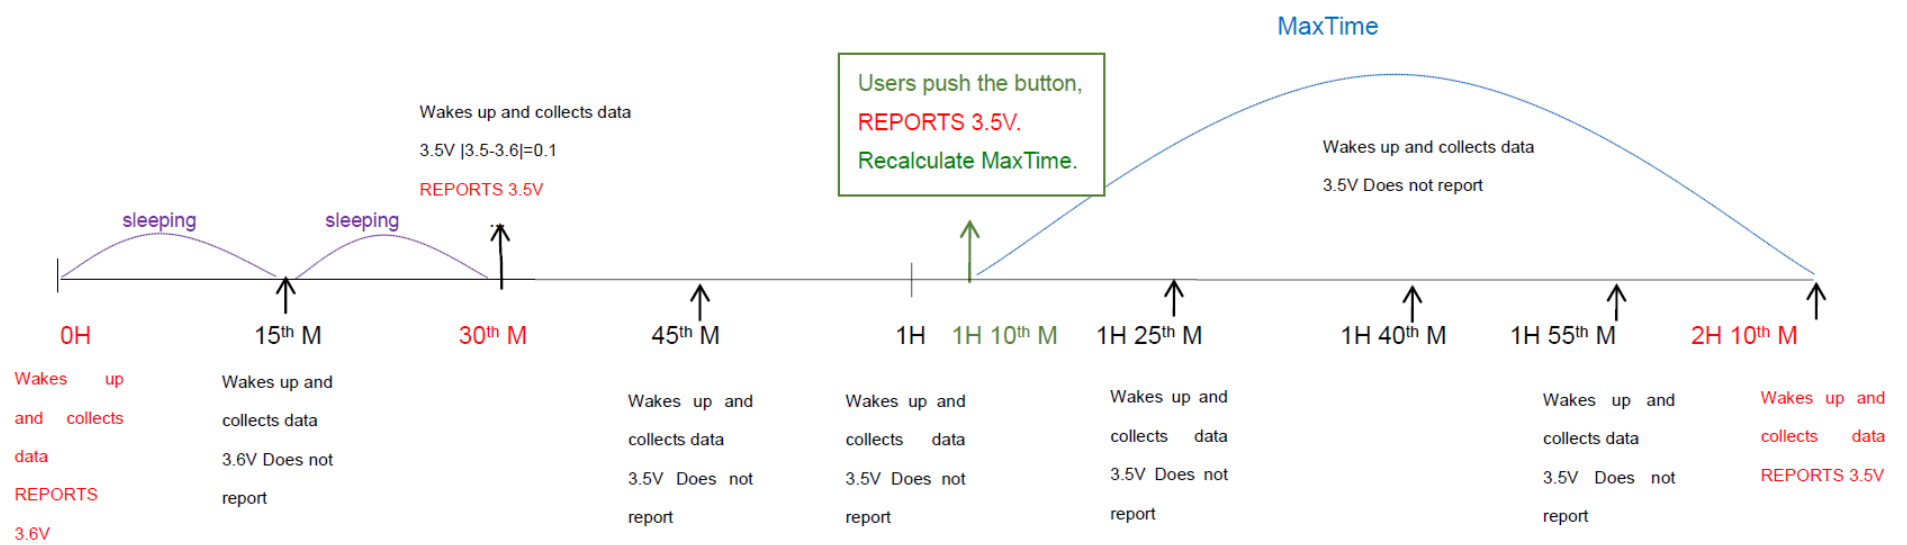 MaxTime
Users push the button,
REPORTS 3.5V.
Recalculate MaxTime.
Wakes up and collects data
3.5V |3.5-3.6|=0.1
REPORTS 3.5V
Wakes up and collects data
3.5V Does not report
sleeping
sleeping
...
0H
15th M
30th M
45th M
1H
1H 10th M
1H 25th M
1H 40th M
1H 55th M
2H 10th M
Wakes up
and collects
data
REPORTS
3.6V
Wakes up and
collects data
3.6V Does not
report
Wakes up and
collects data
3.5V Does not
report
Wakes up and
collects data
3.5V Does not
report
Wakes up and
collects data
3.5V Does not
report
Wakes up and
collects data
3.5V Does not
report
Wakes up and
collects data
REPORTS 3.5V